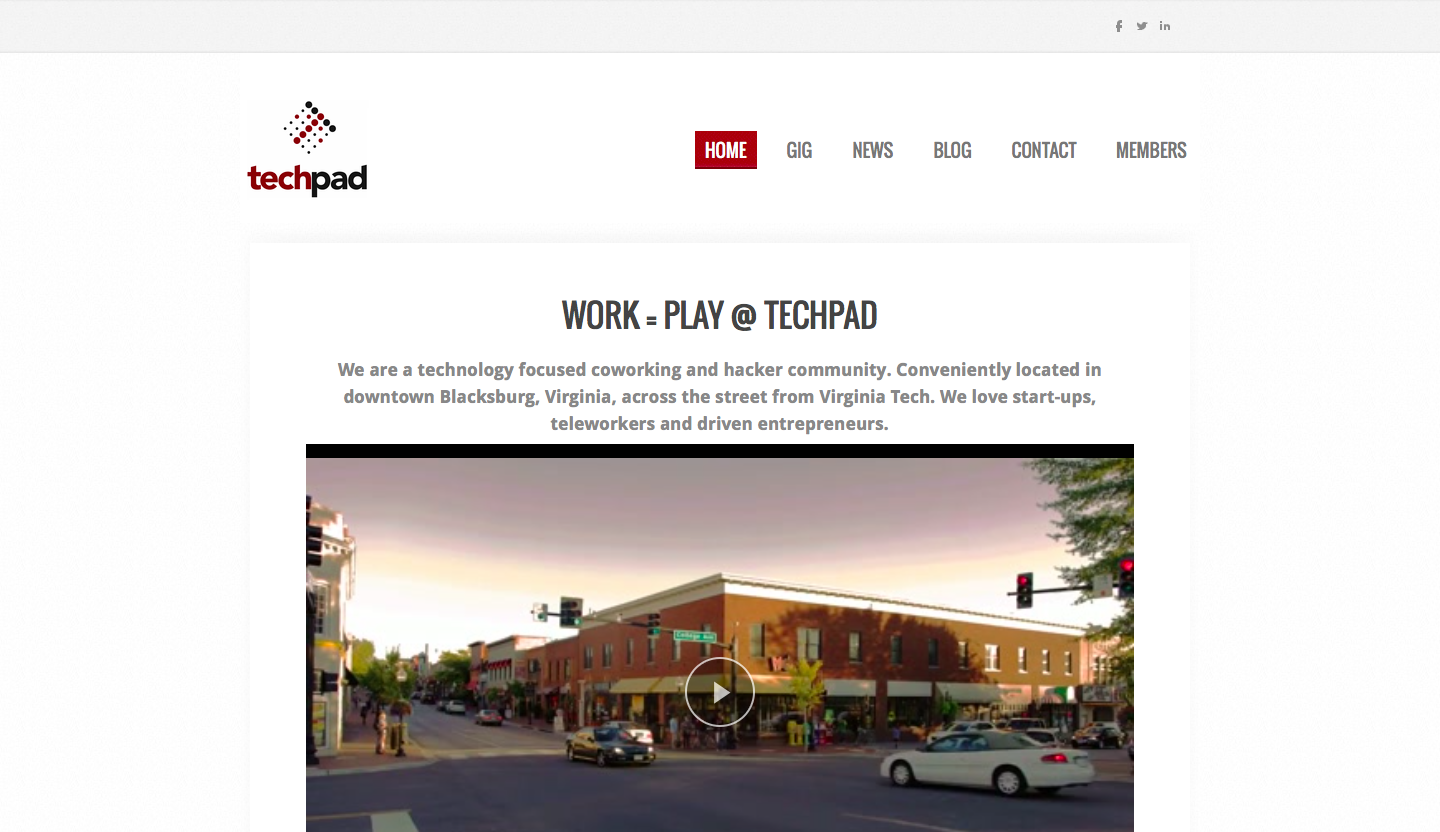 techpad
HOME GIG NEWS BLOG CONTACT MEMBERS
WORK = PLAY @ TECHPAD
We are a technology focused coworking and hacker community. Conveniently located in
downtown Blacksburg, Virginia, across the street from Virginia Tech. We love start-ups,
teleworkers and driven entrepreneurs.
College Ave